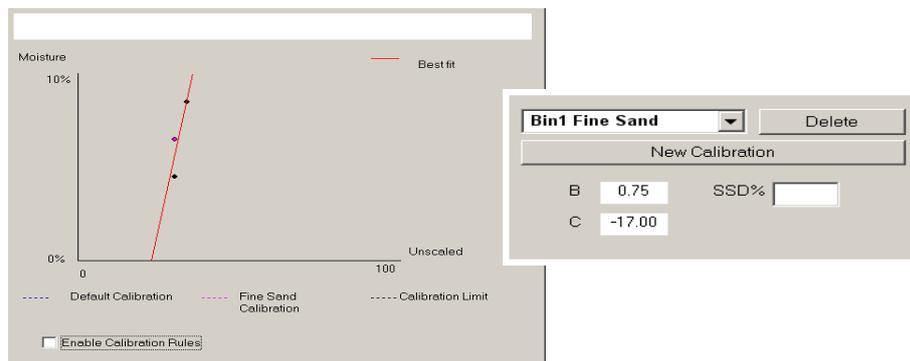 Moisture
10%
Best fit
0%
0
100
Unscaled
Default Calibration
Fine Sand
Calibration
Calibration Limit
Enable Calibration Rules
Bin1 Fine Sand
Delete
New Calibration
B 0.75 SSD%
C -17.00